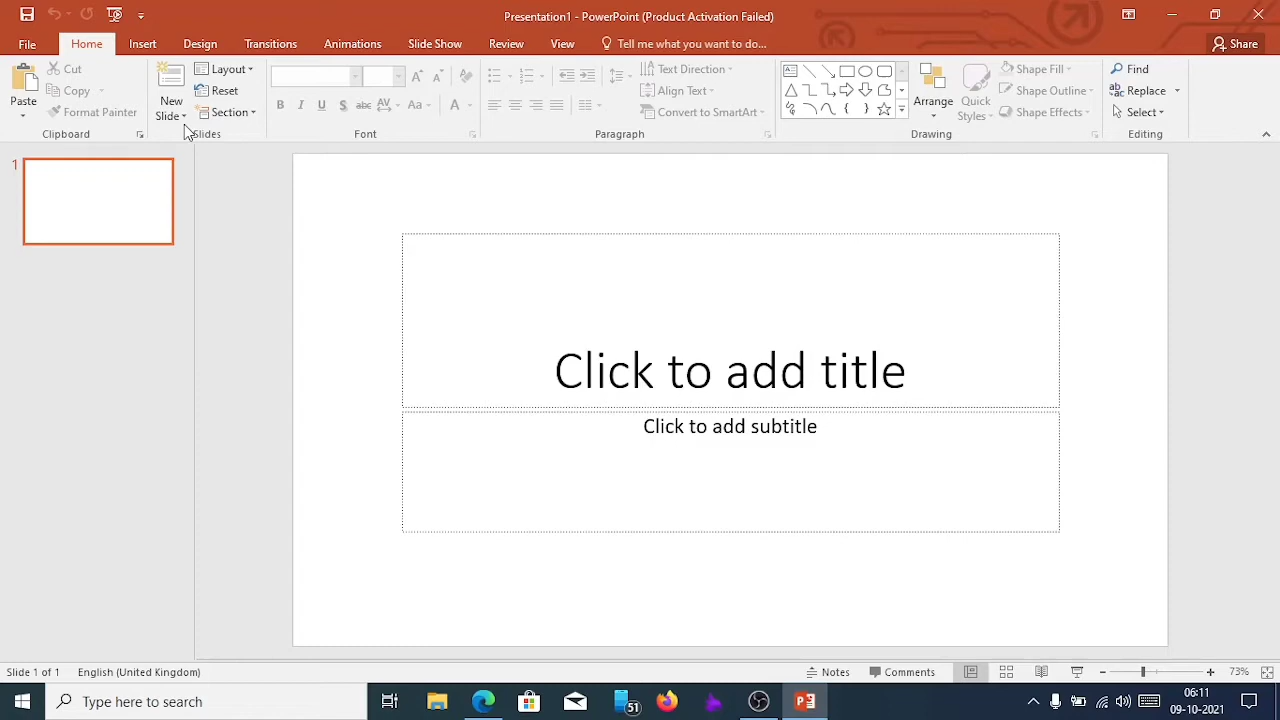 Presentation1 - PowerPoint (Product Activation Failed)
File Home Insert Design Transitions Animations Slide Show Review View Tell me what you want to do... Share
Paste Cut Copy Format Painter
New Slide Layout Reset Section
B I U S abc AV Aa A
Text Direction Align Text Convert to SmartArt
Arrange Quick Styles Shape Fill Shape Outline Shape Effects
Find Replace Select
Clipboard Slides Font Paragraph Drawing Editing
1
Click to add title
Click to add subtitle
Slide 1 of 1 English (United Kingdom) Notes Comments 73%
Type here to search 51 06:11
09-10-2021